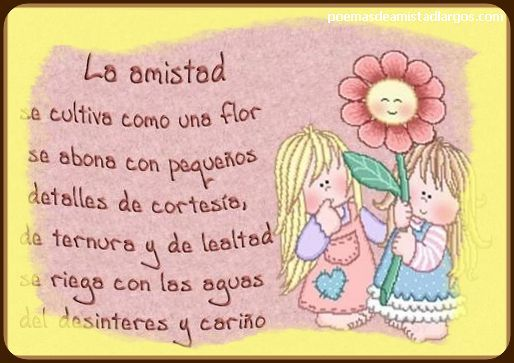 poemasdeamistadlargos.com
La amistad
se cultiva como una flor
se abona con pequeños
detalles de cortesía,
de ternura y de lealtad
se riega con las aguas
del desinteres y cariño